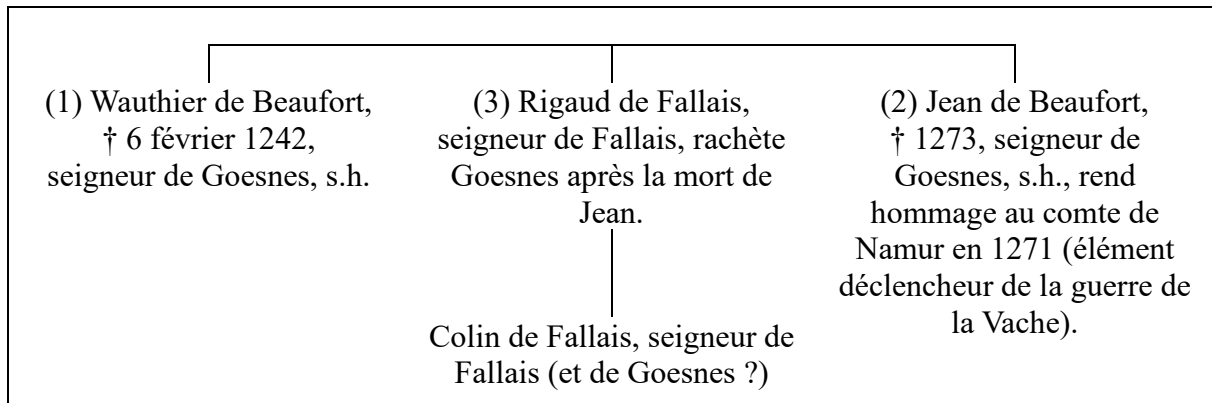 (1) Wauthier de Beaufort,
† 6 février 1242,
seigneur de Goesnes, s.h.
(3) Rigaud de Fallais,
seigneur de Fallais, rachète
Goesnes après la mort de
Jean.
(2) Jean de Beaufort,
† 1273, seigneur de
Goesnes, s.h., rend
hommage au comte de
Namur en 1271 (élément
déclencheur de la guerre de
la Vache).
Colin de Fallais, seigneur de
Fallais (et de Goesnes ?)